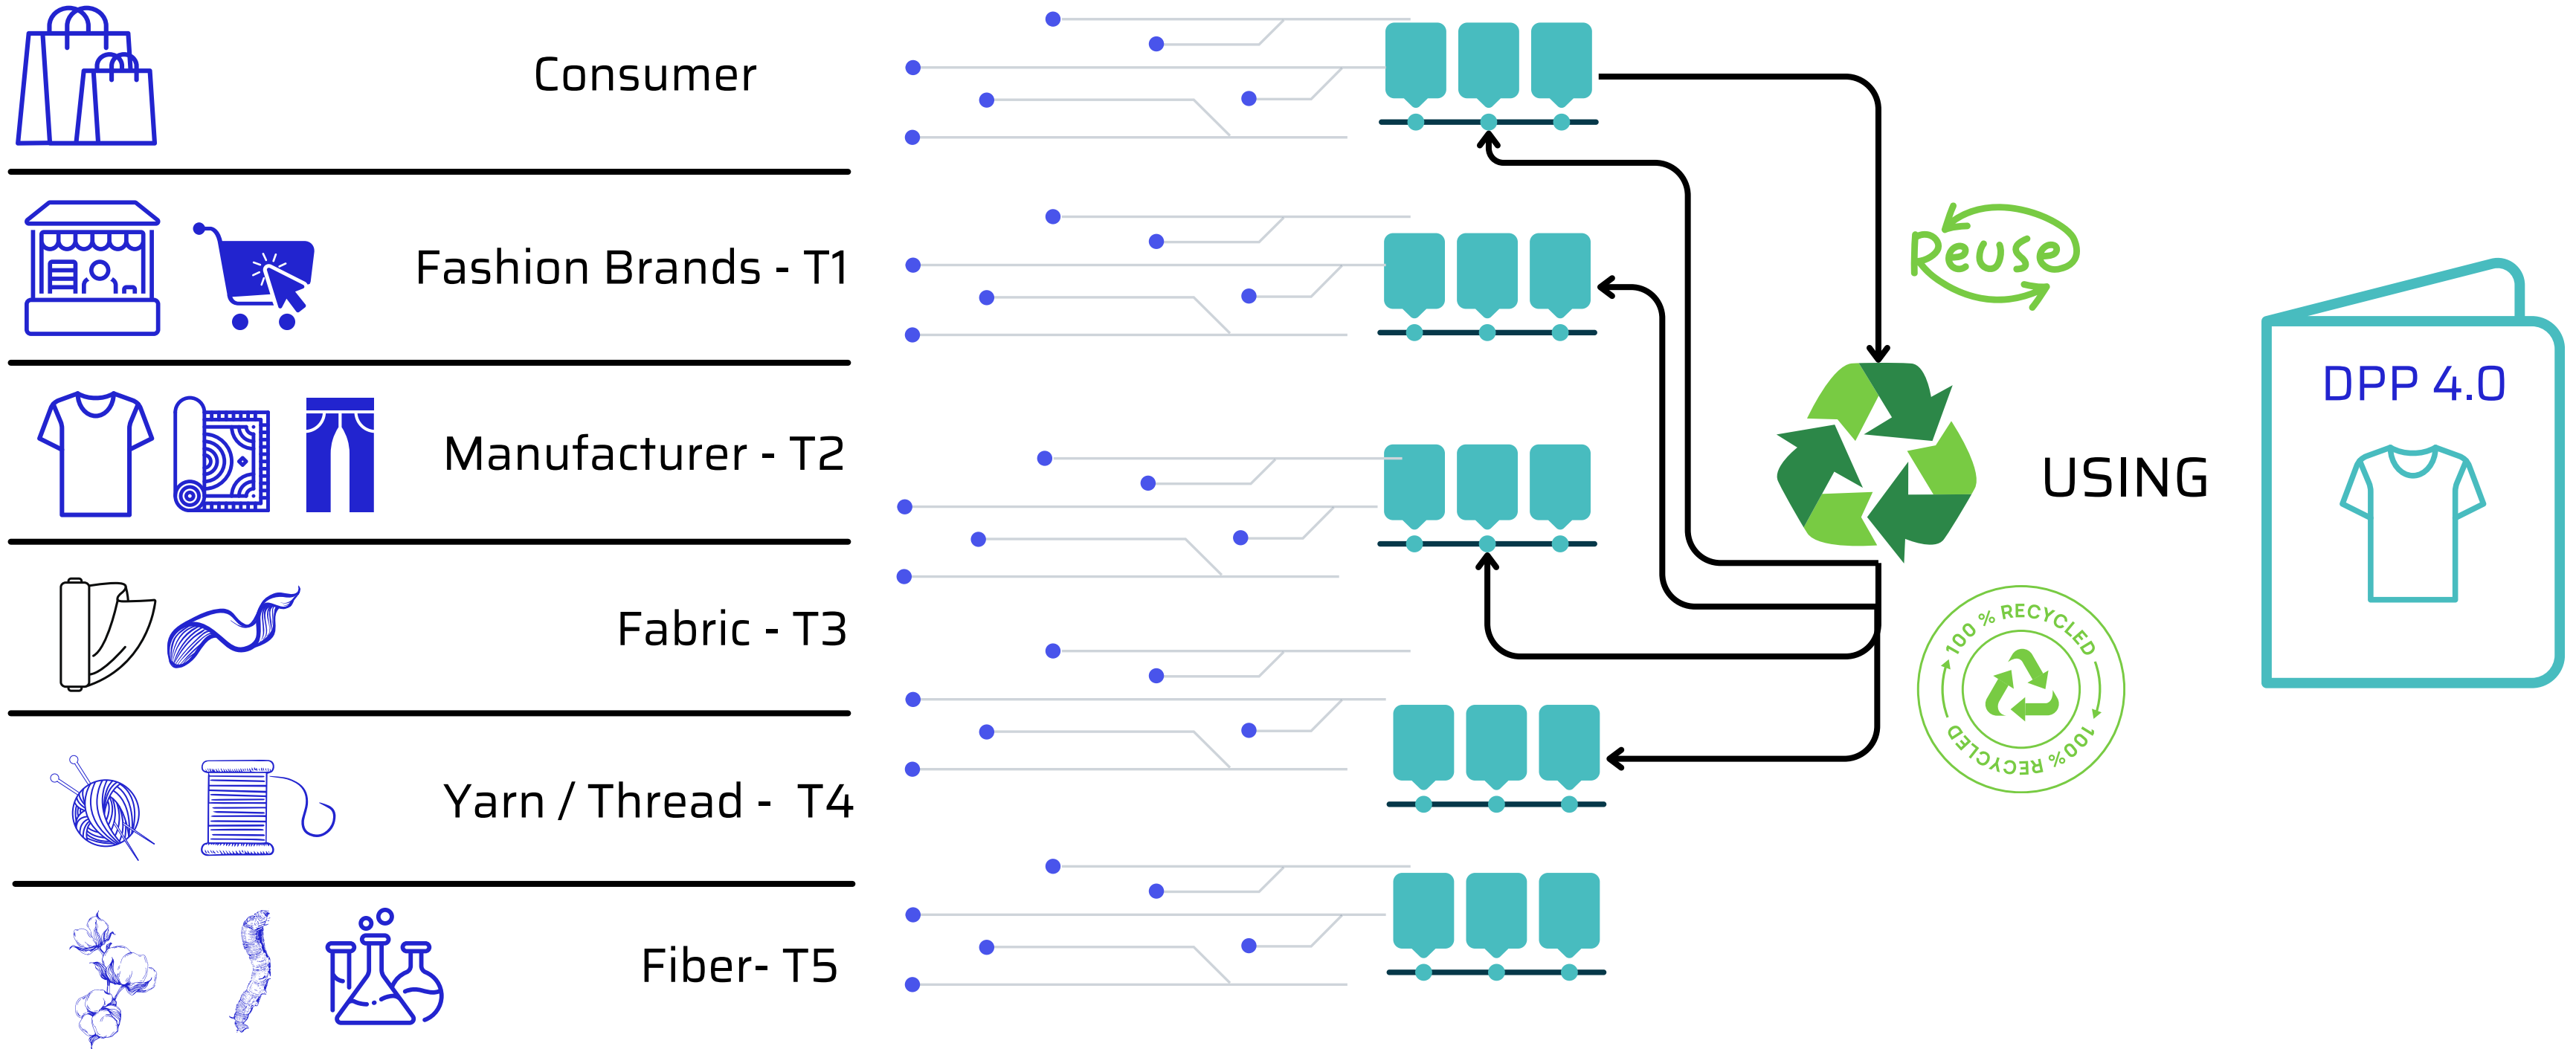 Consumer
Fashion Brands - T1
Manufacturer - T2
Fabric - T3
Yarn / Thread - T4
Fiber- T5
Reuse
USING
DPP 4.0
100 % RECYCLED
100% RECYCLED